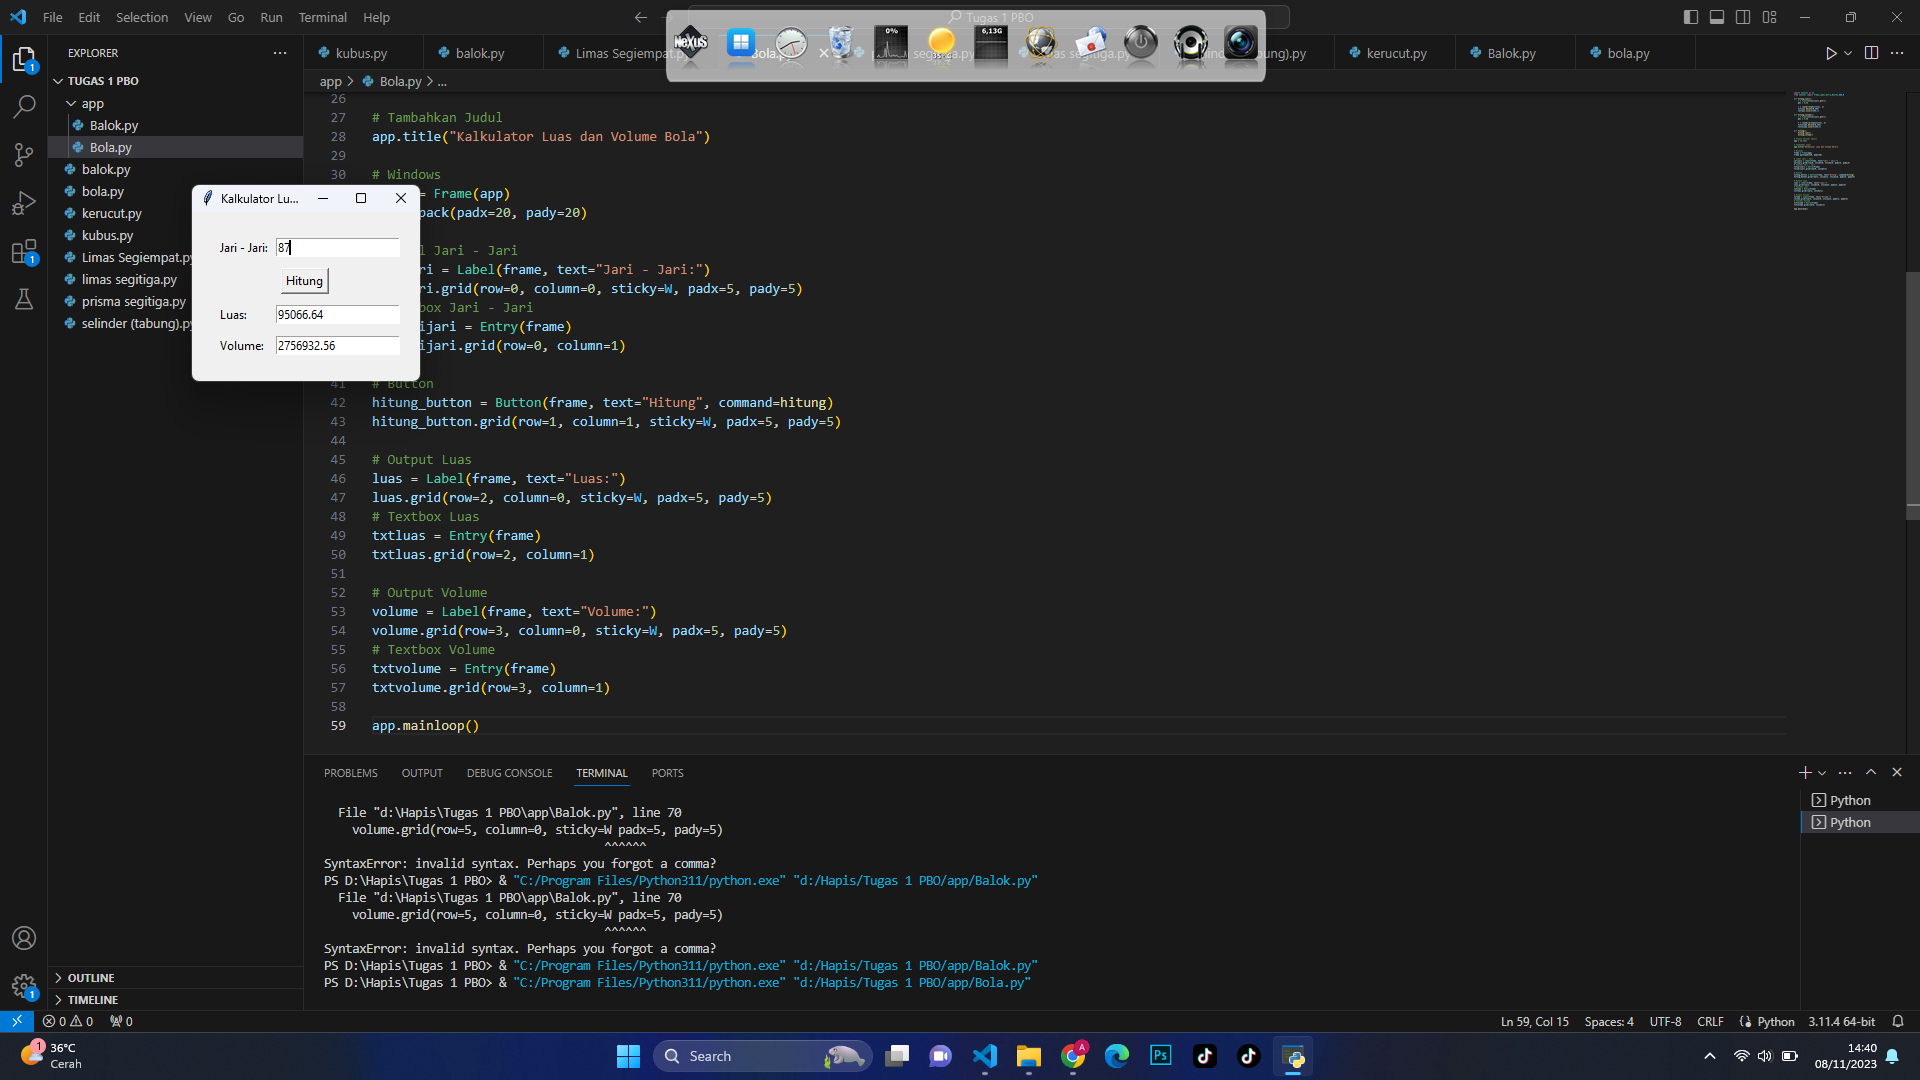 File Edit Selection View Go Run Terminal Help
Tugas 1 PBO
NeXuS
0%
6,13G
EXPLORER
TUGAS 1 PBO
app
Balok.py
Bola.py
balok.py
bola.py
kerucut.py
kubus.py
Limas Segiempat.py
limas segitiga.py
prisma segitiga.py
selinder (tabung).py
OUTLINE
TIMELINE
kubus.py balok.py Limas Segiempat.py Bola.py segitiga.py segitiga.py kerucut.py Balok.py bola.py
app > Bola.py > ...
26
27 # Tambahkan Judul
28 app.title("Kalkulator Luas dan Volume Bola")
29
30 # Windows
= Frame(app)
pack(padx=20, pady=20)
Jari - Jari
= Label(frame, text="Jari - Jari:")
.grid(row=0, column=0, sticky=W, padx=5, pady=5)
Jari - Jari
ijari = Entry(frame)
ijari.grid(row=0, column=1)
41 # Button
42 hitung_button = Button(frame, text="Hitung", command=hitung)
43 hitung_button.grid(row=1, column=1, sticky=W, padx=5, pady=5)
44
45 # Output Luas
46 luas = Label(frame, text="Luas:")
47 luas.grid(row=2, column=0, sticky=W, padx=5, pady=5)
48 # Textbox Luas
49 txtluas = Entry(frame)
50 txtluas.grid(row=2, column=1)
51
52 # Output Volume
53 volume = Label(frame, text="Volume:")
54 volume.grid(row=3, column=0, sticky=W, padx=5, pady=5)
55 # Textbox Volume
56 txtvolume = Entry(frame)
57 txtvolume.grid(row=3, column=1)
58
59 app.mainloop()
Kalkulator Lu...
Jari - Jari: 87
Hitung
Luas: 95066.64
Volume: 2756932.56
PROBLEMS OUTPUT DEBUG CONSOLE TERMINAL PORTS
File "d:\Hapis\Tugas 1 PBO\app\Balok.py", line 70
volume.grid(row=5, column=0, sticky=W padx=5, pady=5)
^^^^^^
SyntaxError: invalid syntax. Perhaps you forgot a comma?
PS D:\Hapis\Tugas 1 PBO> & "C:/Program Files/Python311/python.exe" "d:/Hapis/Tugas 1 PBO/app/Balok.py"
File "d:\Hapis\Tugas 1 PBO\app\Balok.py", line 70
volume.grid(row=5, column=0, sticky=W padx=5, pady=5)
^^^^^^
SyntaxError: invalid syntax. Perhaps you forgot a comma?
PS D:\Hapis\Tugas 1 PBO> & "C:/Program Files/Python311/python.exe" "d:/Hapis/Tugas 1 PBO/app/Balok.py"
PS D:\Hapis\Tugas 1 PBO> & "C:/Program Files/Python311/python.exe" "d:/Hapis/Tugas 1 PBO/app/Bola.py"
Python
Python
0 0 0
Ln 59, Col 15 Spaces: 4 UTF-8 CRLF Python 3.11.4 64-bit
1
36°C
Cerah
Search
A
Ps
14:40
08/11/2023